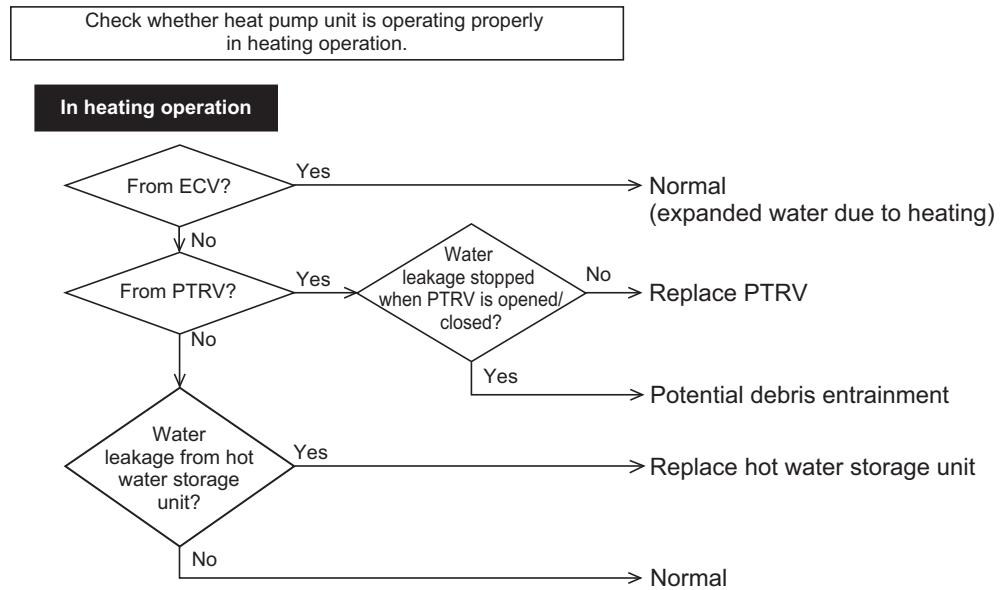 Check whether heat pump unit is operating properly
in heating operation.
In heating operation
From ECV?
Yes
Normal
(expanded water due to heating)
No
From PTRV?
Yes
Water
leakage stopped
when PTRV is opened/
closed?
No
Replace PTRV
No
Yes
Potential debris entrainment
Water
leakage from hot
water storage
unit?
Yes
Replace hot water storage unit
No
Normal